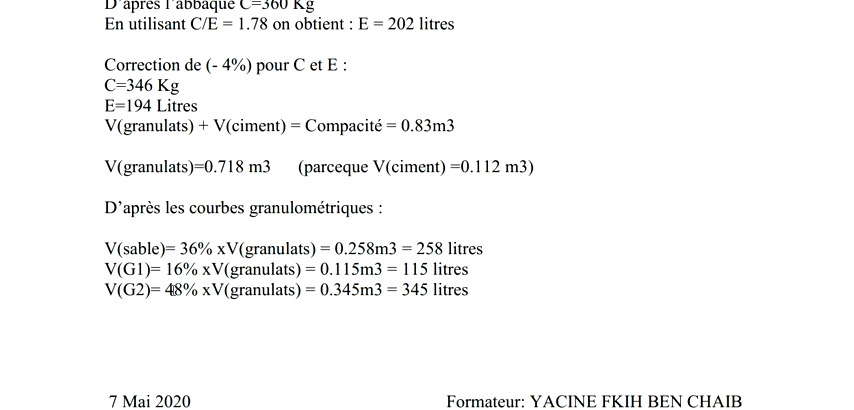 D’après l’abbaque C=360 Kg
En utilisant C/E = 1.78 on obtient : E = 202 litres
Correction de (- 4%) pour C et E :
C=346 Kg
E=194 Litres
V(granulats) + V(ciment) = Compacité = 0.83m3
V(granulats)=0.718 m3 (parceque V(ciment) =0.112 m3)
D’après les courbes granulométriques :
V(sable)= 36% xV(granulats) = 0.258m3 = 258 litres
V(G1)= 16% xV(granulats) = 0.115m3 = 115 litres
V(G2)= 48% xV(granulats) = 0.345m3 = 345 litres
7 Mai 2020 Formateur: YACINE FKIH BEN CHAIB